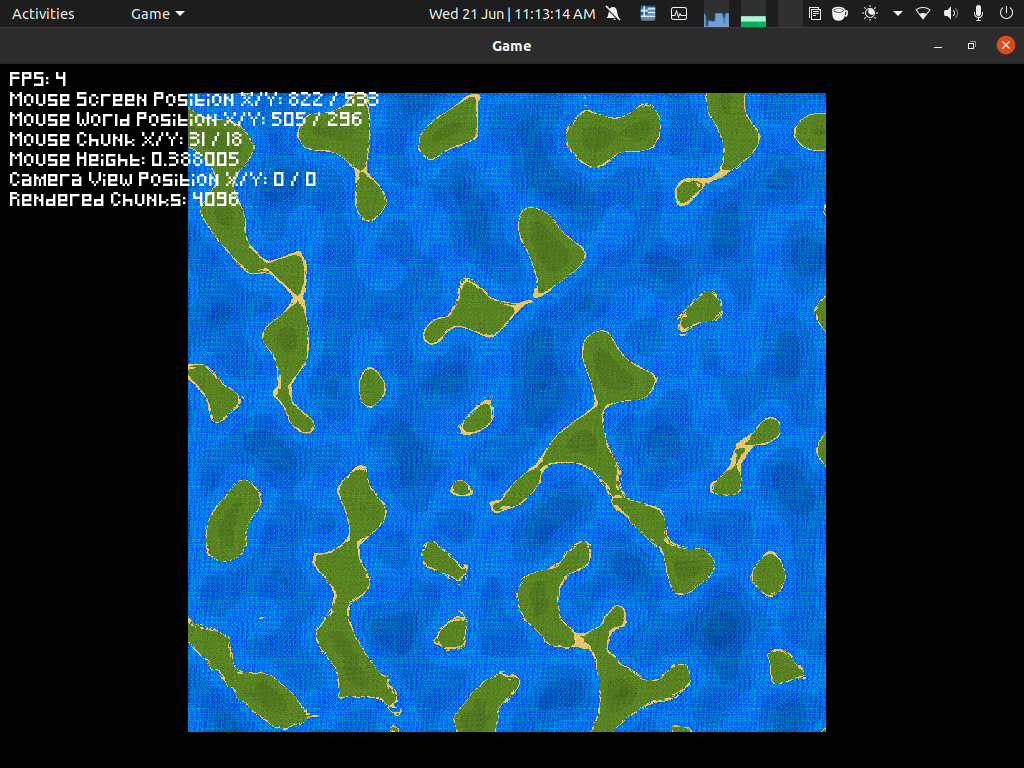 Activities Game Wed 21 Jun | 11:13:14 AM
Game
FPS: 4
Mouse Screen Position X/Y: 822 / 598
Mouse World Position X/Y: 505 / 296
Mouse Chunk X/Y: 31 / 18
Mouse Height: 0.388005
Camera View Position X/Y: 0 / 0
Rendered Chunks: 4096